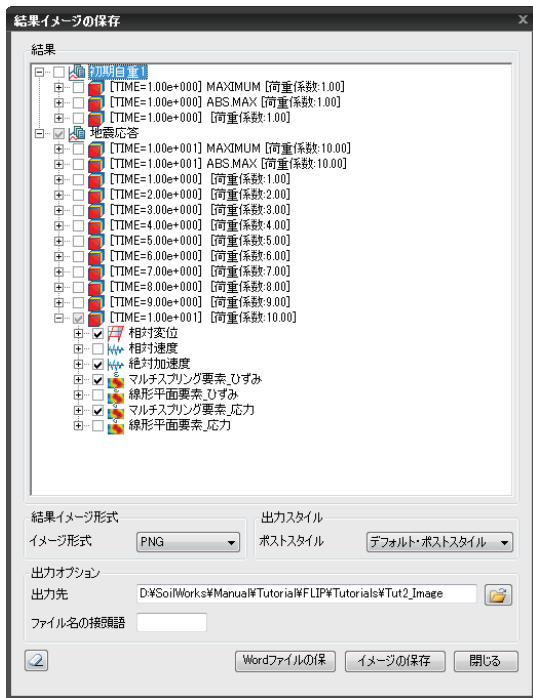 結果イメージの保存
結果
初期自重1
[TIME=1.00e+000] MAXIMUM [荷重係数:1.00]
[TIME=1.00e+000] ABS.MAX [荷重係数:1.00]
[TIME=1.00e+000] [荷重係数:1.00]
地震応答
[TIME=1.00e+001] MAXIMUM [荷重係数:10.00]
[TIME=1.00e+001] ABS.MAX [荷重係数:10.00]
[TIME=1.00e+000] [荷重係数:1.00]
[TIME=2.00e+000] [荷重係数:2.00]
[TIME=3.00e+000] [荷重係数:3.00]
[TIME=4.00e+000] [荷重係数:4.00]
[TIME=5.00e+000] [荷重係数:5.00]
[TIME=6.00e+000] [荷重係数:6.00]
[TIME=7.00e+000] [荷重係数:7.00]
[TIME=8.00e+000] [荷重係数:8.00]
[TIME=9.00e+000] [荷重係数:9.00]
[TIME=1.00e+001] [荷重係数:10.00]
相対変位
相対速度
絶対加速度
マルチスプリング要素_ひずみ
線形平面要素_ひずみ
マルチスプリング要素_応力
線形平面要素_応力
結果イメージ形式
イメージ形式 PNG
出力スタイル
ポストスタイル デフォルト・ポストスタイル
出力オプション
出力先 D:¥SoilWorks¥Manual¥Tutorial¥FLIP¥Tutorials¥Tut2_Image
ファイル名の接頭語
Wordファイルの保 イメージの保存 閉じる